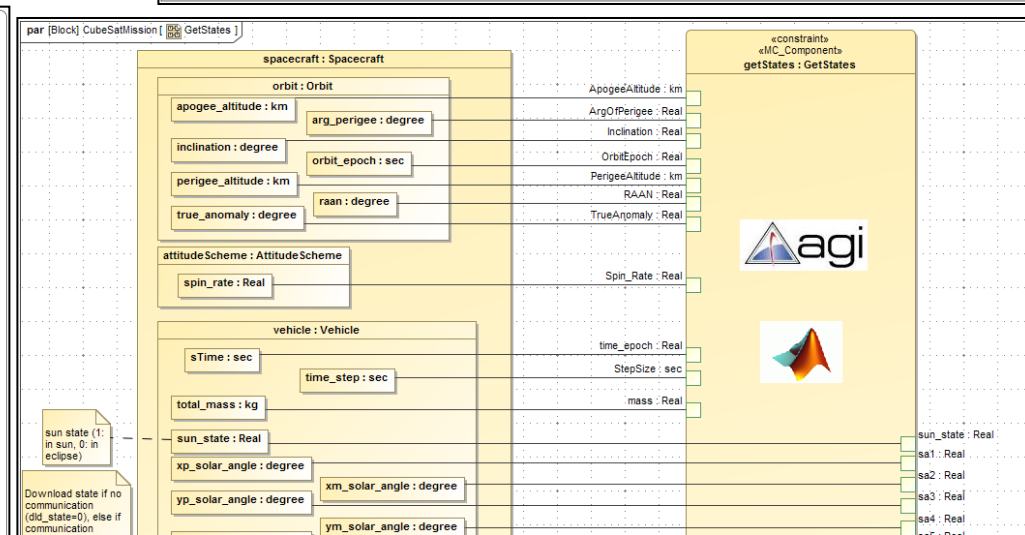 par [Block] CubeSatMission [ GetStates ]
spacecraft : Spacecraft
orbit : Orbit
apogee_altitude : km
arg_perigee : degree
inclination : degree
orbit_epoch : sec
perigee_altitude : km
raan : degree
true_anomaly : degree
attitudeScheme : AttitudeScheme
spin_rate : Real
vehicle : Vehicle
sTime : sec
time_step : sec
total_mass : kg
sun_state : Real
xp_solar_angle : degree
xm_solar_angle : degree
yp_solar_angle : degree
ym_solar_angle : degree
sun state (1:
in sun, 0: in
eclipse)
Download state if no
communication
(dld_state=0), else if
communication
«constraint»
«MC_Component»
getStates : GetStates
ApogeeAltitude : km
ArgOfPerigee : Real
Inclination : Real
OrbitEpoch : Real
PerigeeAltitude : km
RAAN : Real
TrueAnomaly : Real
Spin_Rate : Real
time_epoch : Real
StepSize : sec
mass : Real
agi
sun_state : Real
sa1 : Real
sa2 : Real
sa3 : Real
sa4 : Real